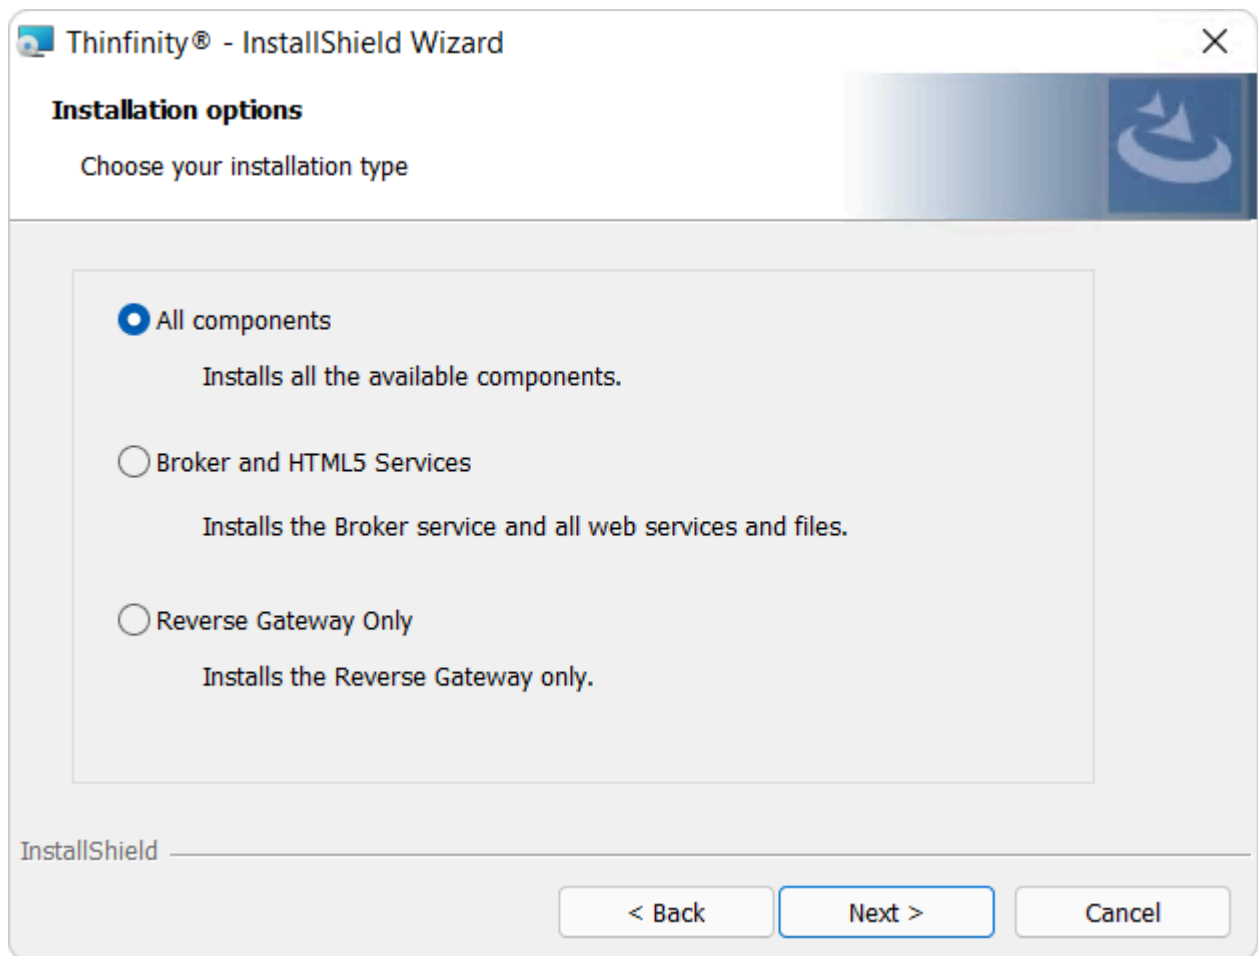 Thinfinity® - InstallShield Wizard
Installation options
Choose your installation type
All components
Installs all the available components.
Broker and HTML5 Services
Installs the Broker service and all web services and files.
Reverse Gateway Only
Installs the Reverse Gateway only.
InstallShield
< Back Next > Cancel